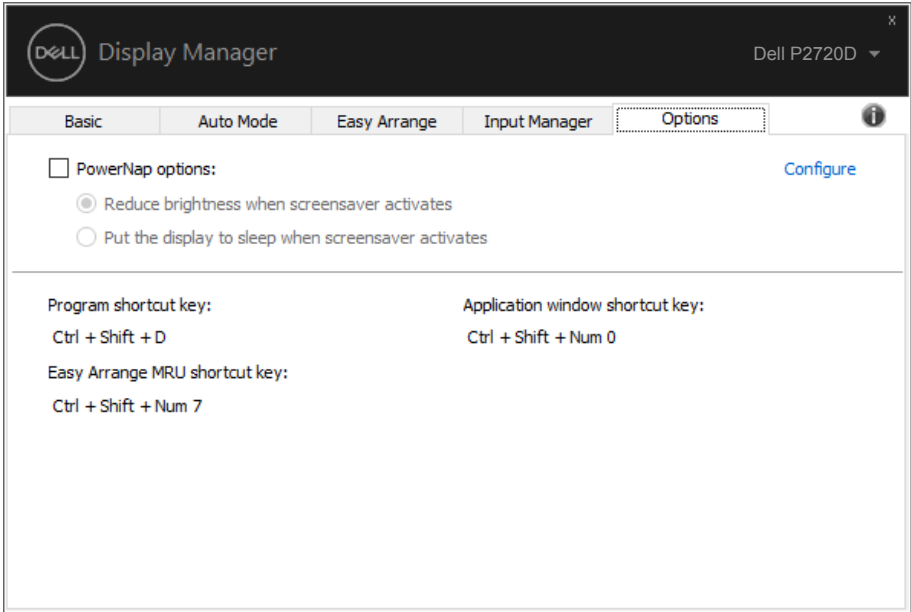 x
DELL Display Manager
Dell P2720D
Basic Auto Mode Easy Arrange Input Manager Options
PowerNap options: Configure
Reduce brightness when screensaver activates
Put the display to sleep when screensaver activates
Program shortcut key: Application window shortcut key:
Ctrl + Shift + D Ctrl + Shift + Num 0
Easy Arrange MRU shortcut key:
Ctrl + Shift + Num 7